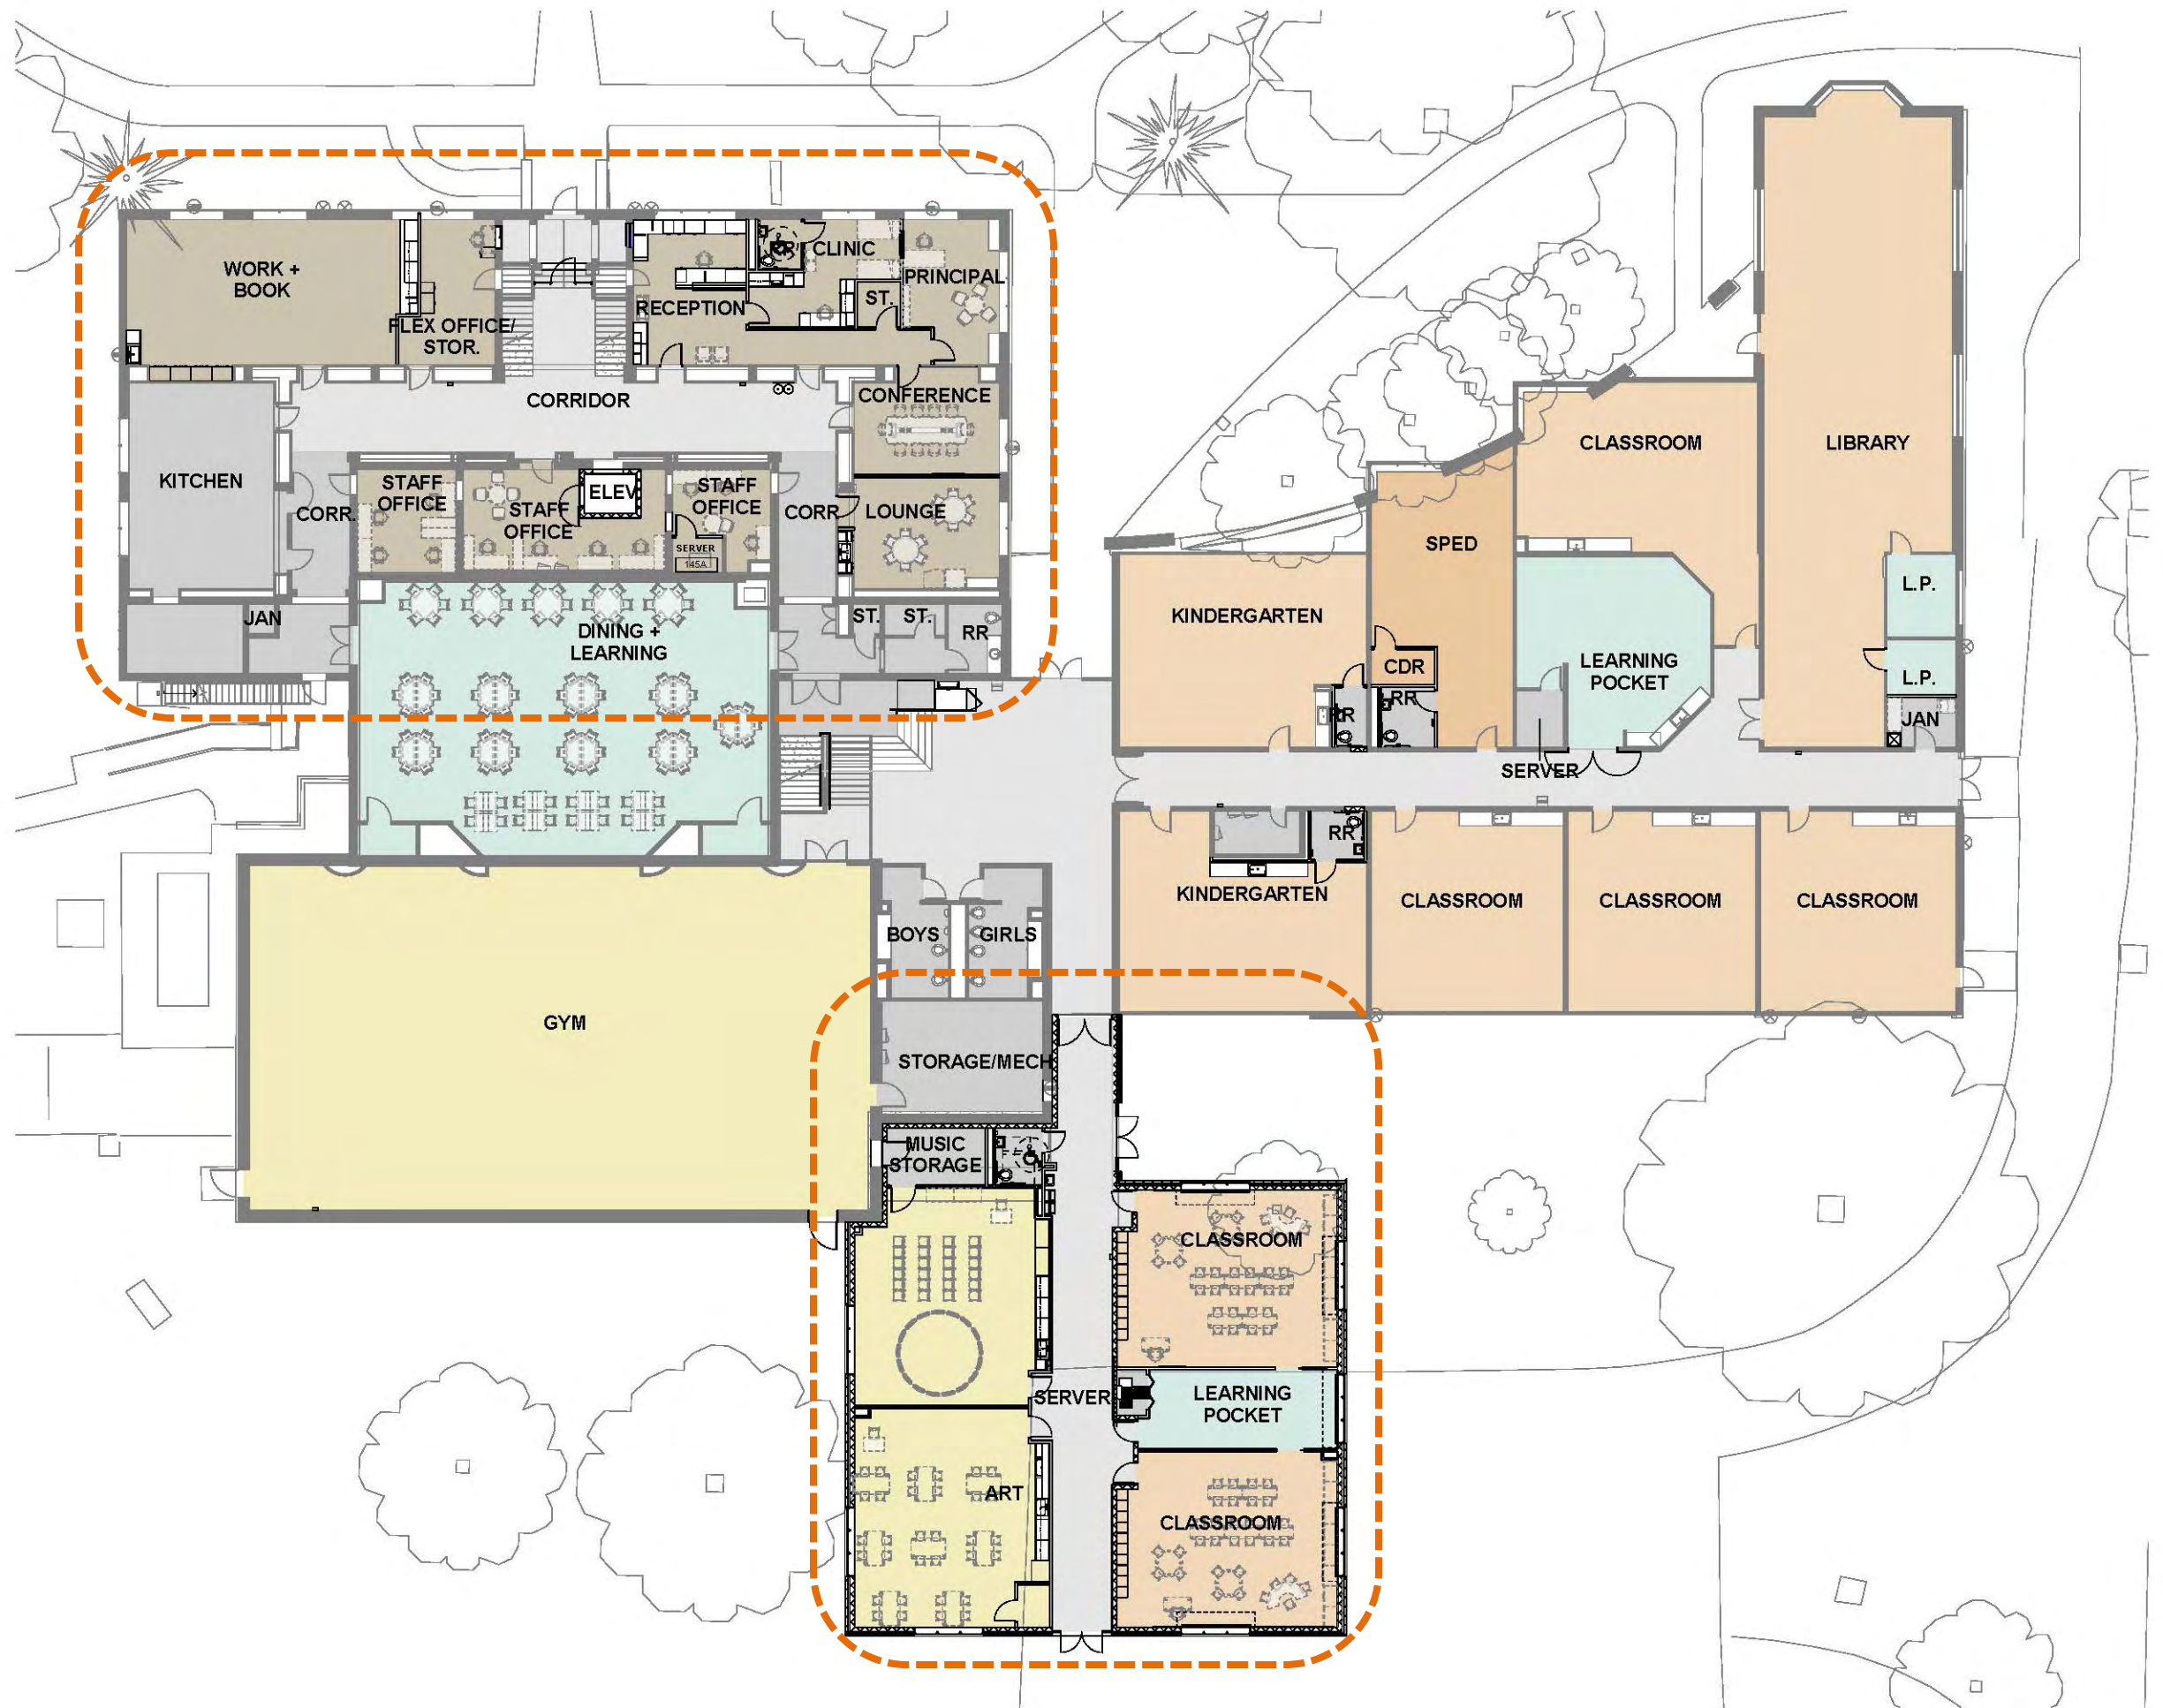 WORK +
BOOK
FLEX OFFICE/
STOR.
RECEPTION
CLINIC
ST.
PRINCIPAL
CORRIDOR
CONFERENCE
KITCHEN
CORR.
STAFF
OFFICE
STAFF
OFFICE
ELEV
STAFF
OFFICE
SERVER
145A
CORR
LOUNGE
JAN
DINING +
LEARNING
ST.
ST.
RR
CLASSROOM
LIBRARY
SPED
KINDERGARTEN
CDR
RR
RR
LEARNING
POCKET
L.P.
L.P.
JAN
SERVER
RR
KINDERGARTEN
CLASSROOM
CLASSROOM
CLASSROOM
BOYS
GIRLS
GYM
STORAGE/MECH
MUSIC
STORAGE
CLASSROOM
SERVER
LEARNING
POCKET
ART
CLASSROOM